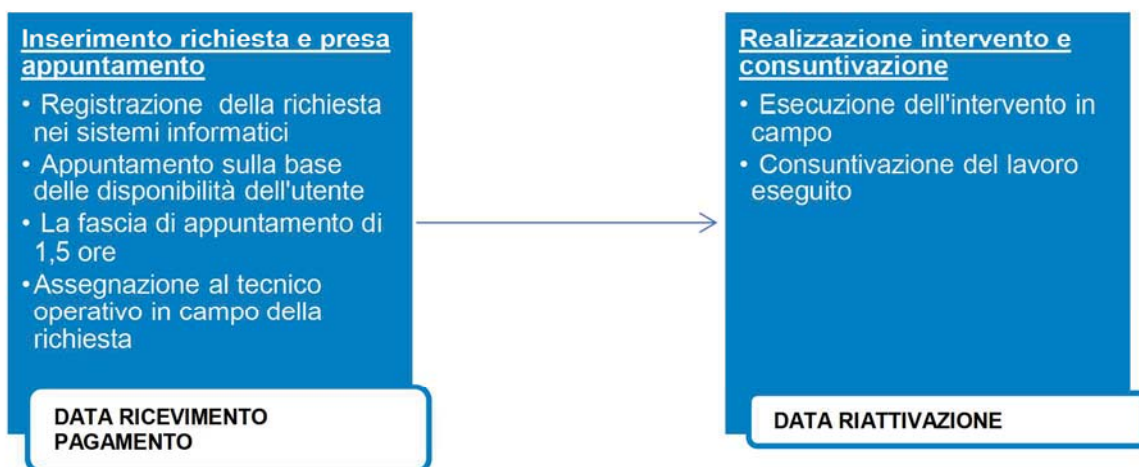 Inserimento richiesta e presa
appuntamento
• Registrazione della richiesta
nei sistemi informatici
• Appuntamento sulla base
delle disponibilità dell'utente
• La fascia di appuntamento di
1,5 ore
• Assegnazione al tecnico
operativo in campo della
richiesta
DATA RICEVIMENTO
PAGAMENTO
Realizzazione intervento e
consuntivazione
• Esecuzione dell'intervento in
campo
• Consuntivazione del lavoro
eseguito
DATA RIATTIVAZIONE